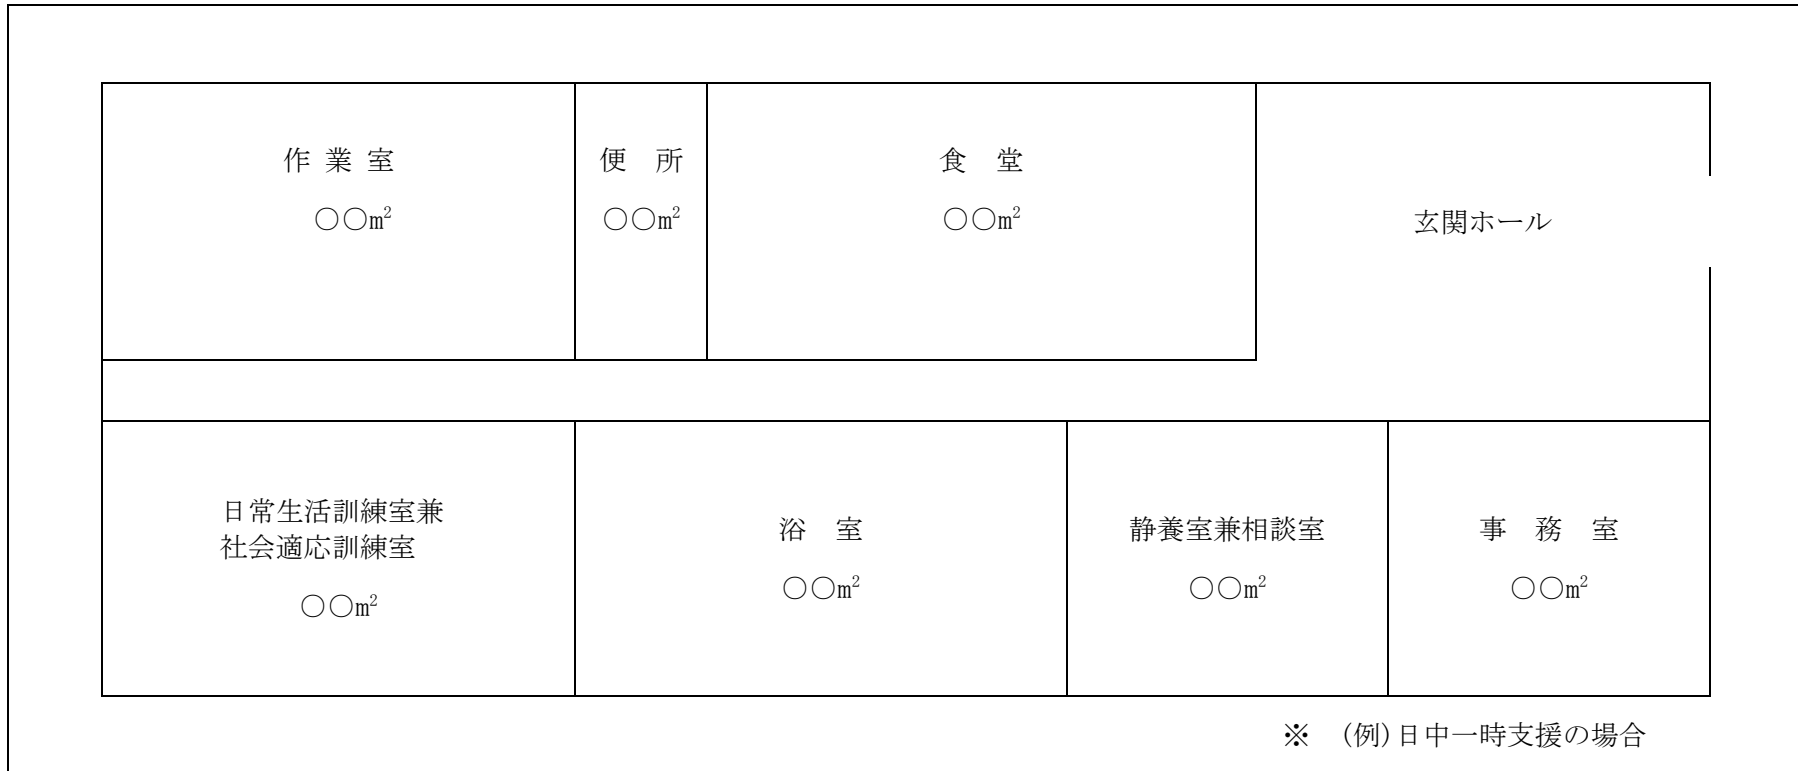 作 業 室
〇〇㎡
便　所
〇〇㎡
食　堂
〇〇㎡
玄関ホール
日常生活訓練室兼
社会適応訓練室
〇〇㎡
浴　室
〇〇㎡
静養室兼相談室
〇〇㎡
事　務　室
〇〇㎡
※　(例)日中一時支援の場合